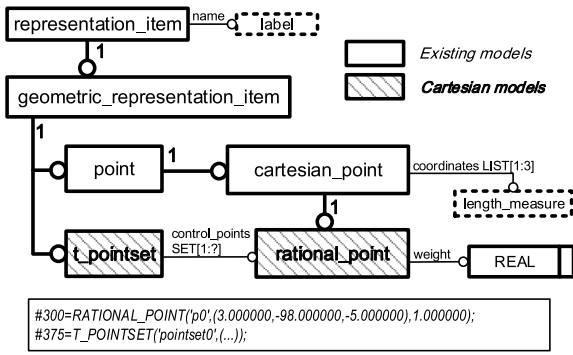 representation_item
name
label
1
Existing models
Cartesian models
geometric_representation_item
1
point
1
cartesian_point
coordinates LIST[1:3]
length_measure
1
t_pointset
control_points
SET[1:?]
rational_point
weight
REAL
#300=RATIONAL_POINT('p0',(3.000000,-98.000000,-5.000000),1.000000);
#375=T_POINTSET('pointset0',(...));